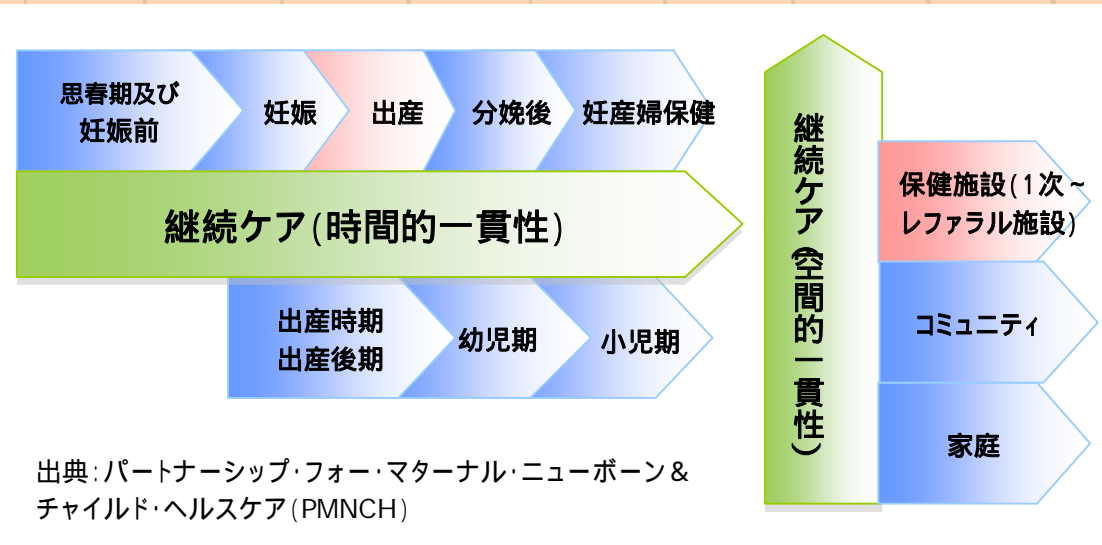 思春期及び
妊娠前
妊娠
出産
分娩後
妊産婦保健
継続ケア(時間的一貫性)
出産時期
出産後期
幼児期
小児期
出典:パートナーシップ・フォー・マターナル・ニューボーン&
チャイルド・ヘルスケア(PMNCH)
継続ケア(空間的一貫性)
保健施設(1次~
レファラル施設)
コミュニティ
家庭